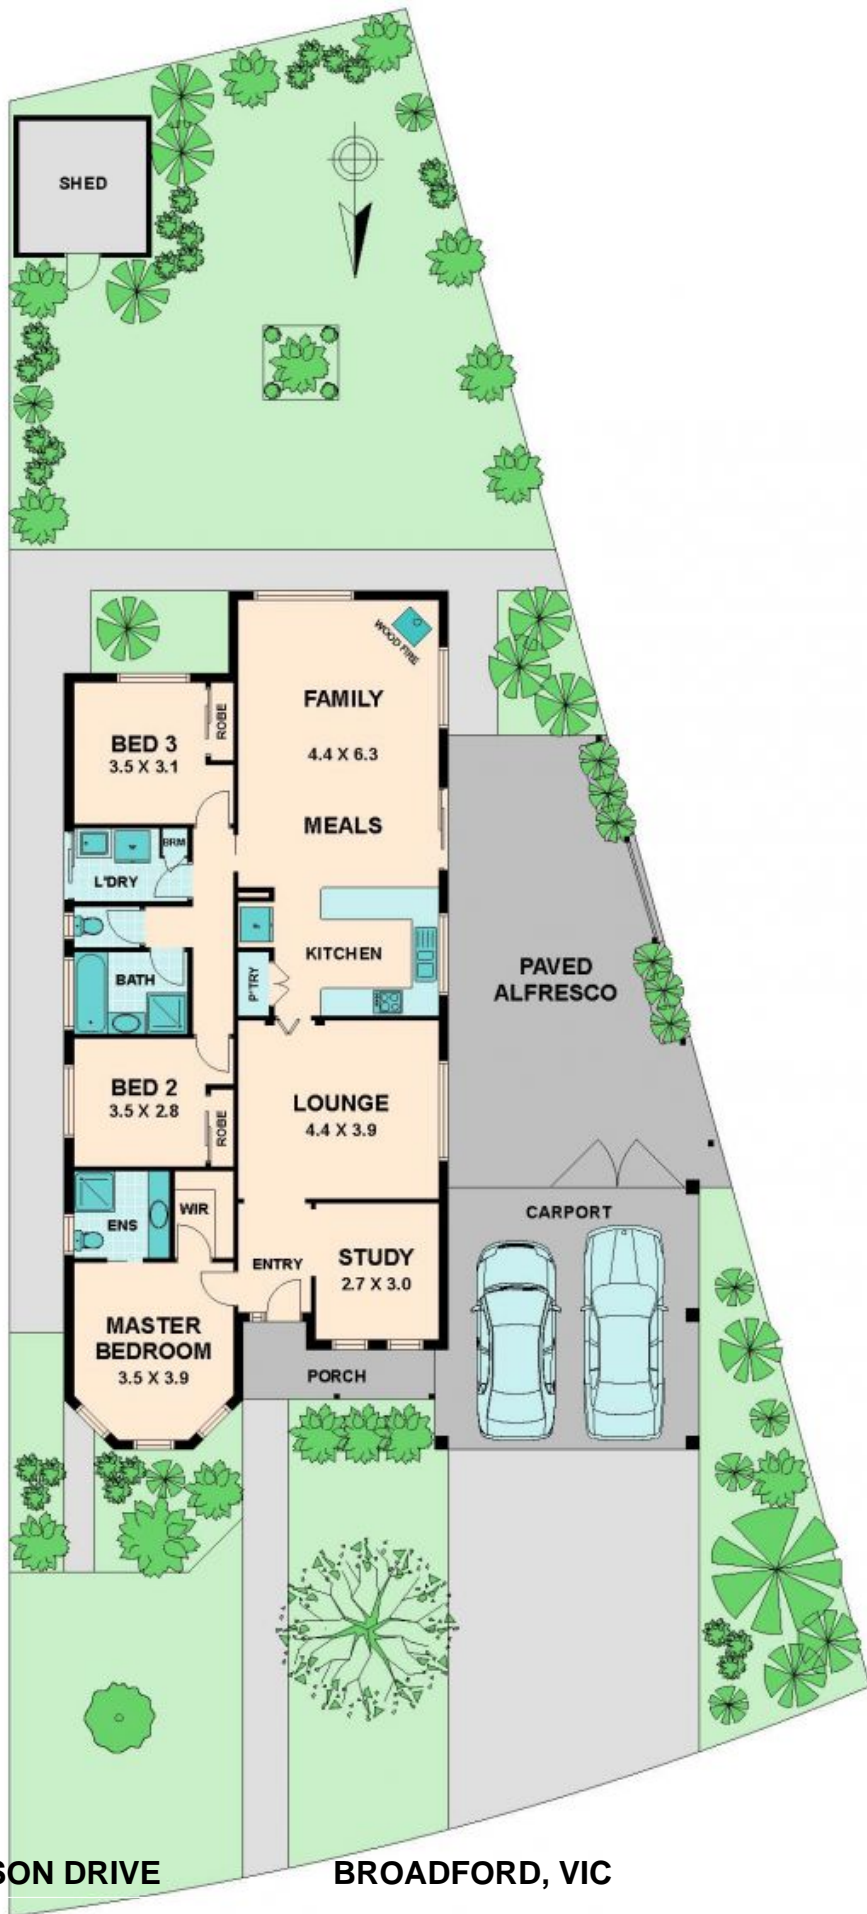 SHED
WOOD FIRE
FAMILY
4.4 X 6.3
MEALS
BED 3
3.5 X 3.1
ROBE
BRM
L'DRY
BATH
P'TRY
KITCHEN
PAVED
ALFRESCO
BED 2
3.5 X 2.8
ROBE
LOUNGE
4.4 X 3.9
ENS
WIR
ENTRY
STUDY
2.7 X 3.0
CARPORT
MASTER
BEDROOM
3.5 X 3.9
PORCH
SON DRIVE
BROADFORD, VIC